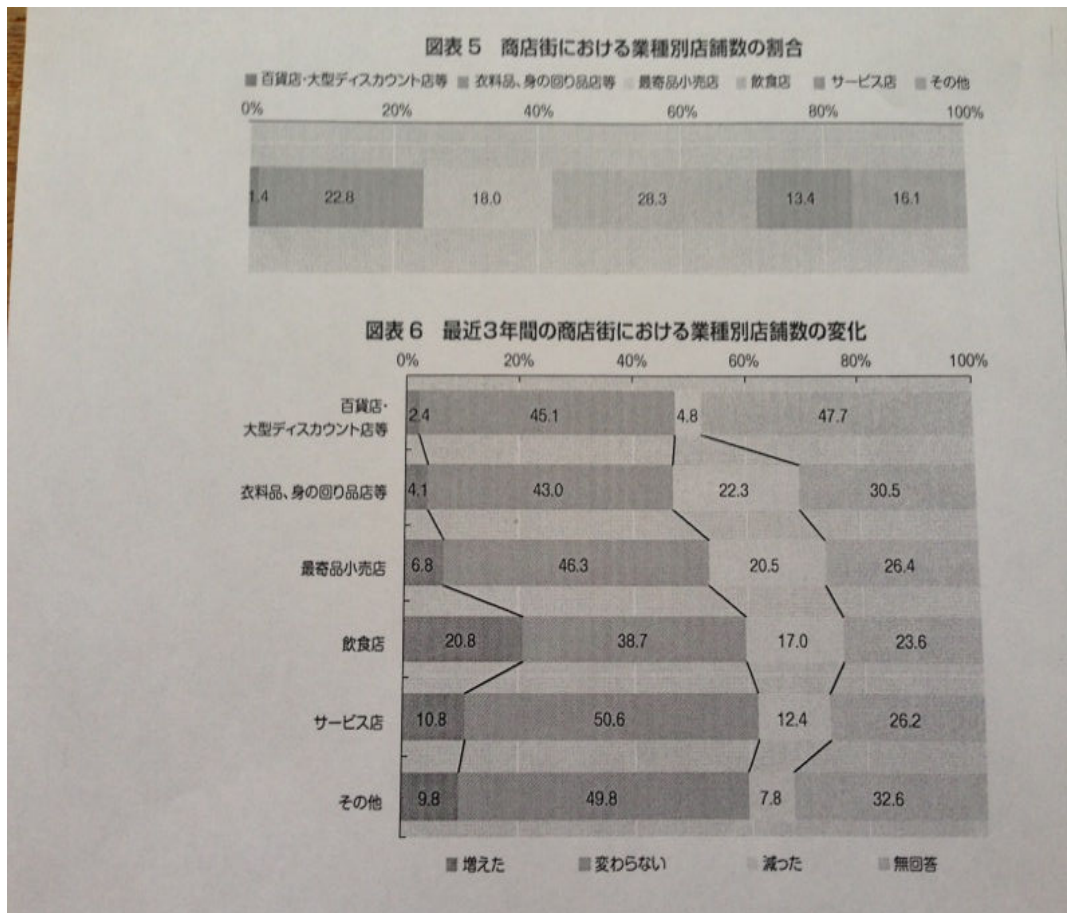 図表5 商店街における業種別店舗数の割合
百貨店・大型ディスカウント店等 衣料品、身の回り品店等 最寄品小売店 飲食店 サービス店 その他
0% 20% 40% 60% 80% 100%
1.4 22.8 18.0 28.3 13.4 16.1
図表6 最近3年間の商店街における業種別店舗数の変化
0% 20% 40% 60% 80% 100%
百貨店・
大型ディスカウント店等 2.4 45.1 4.8 47.7
衣料品、身の回り品店等 4.1 43.0 22.3 30.5
最寄品小売店 6.8 46.3 20.5 26.4
飲食店 20.8 38.7 17.0 23.6
サービス店 10.8 50.6 12.4 26.2
その他 9.8 49.8 7.8 32.6
増えた 変わらない 減った 無回答